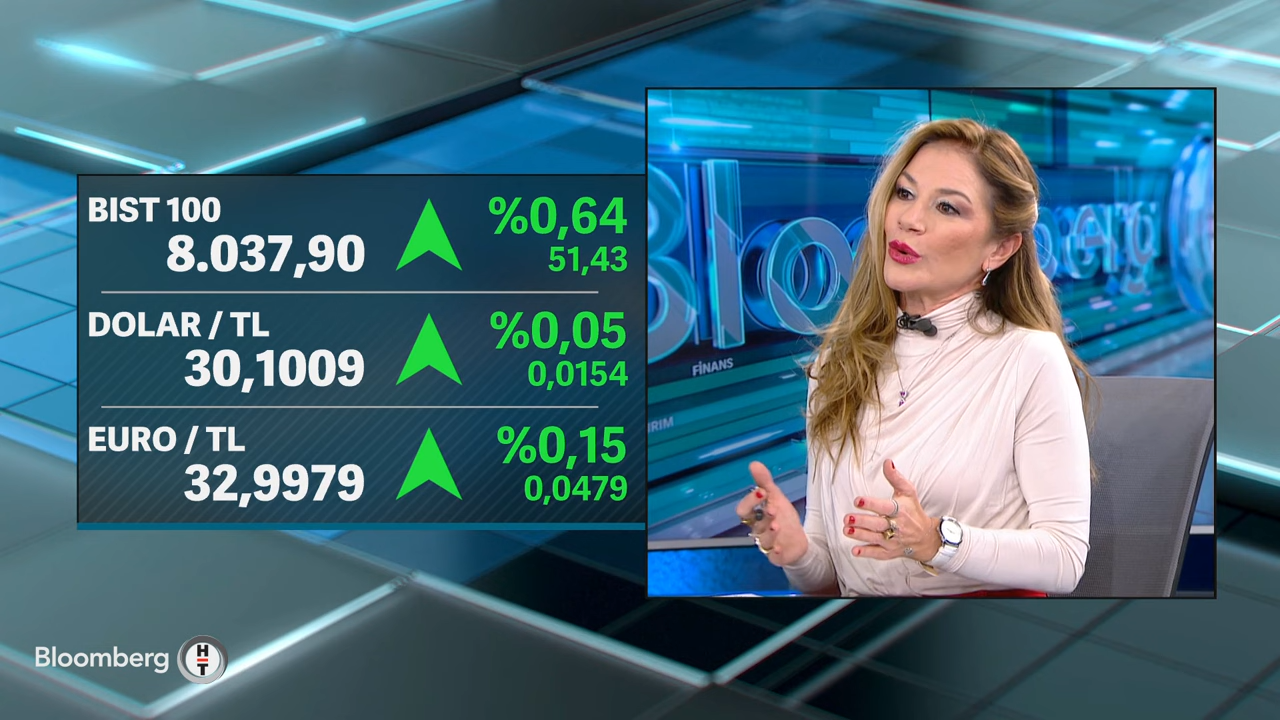 BIST 100
8.037,90
%0,64
51,43
DOLAR / TL
30,1009
%0,05
0,0154
EURO / TL
32,9979
%0,15
0,0479
FİNANS
Bloomberg
HT